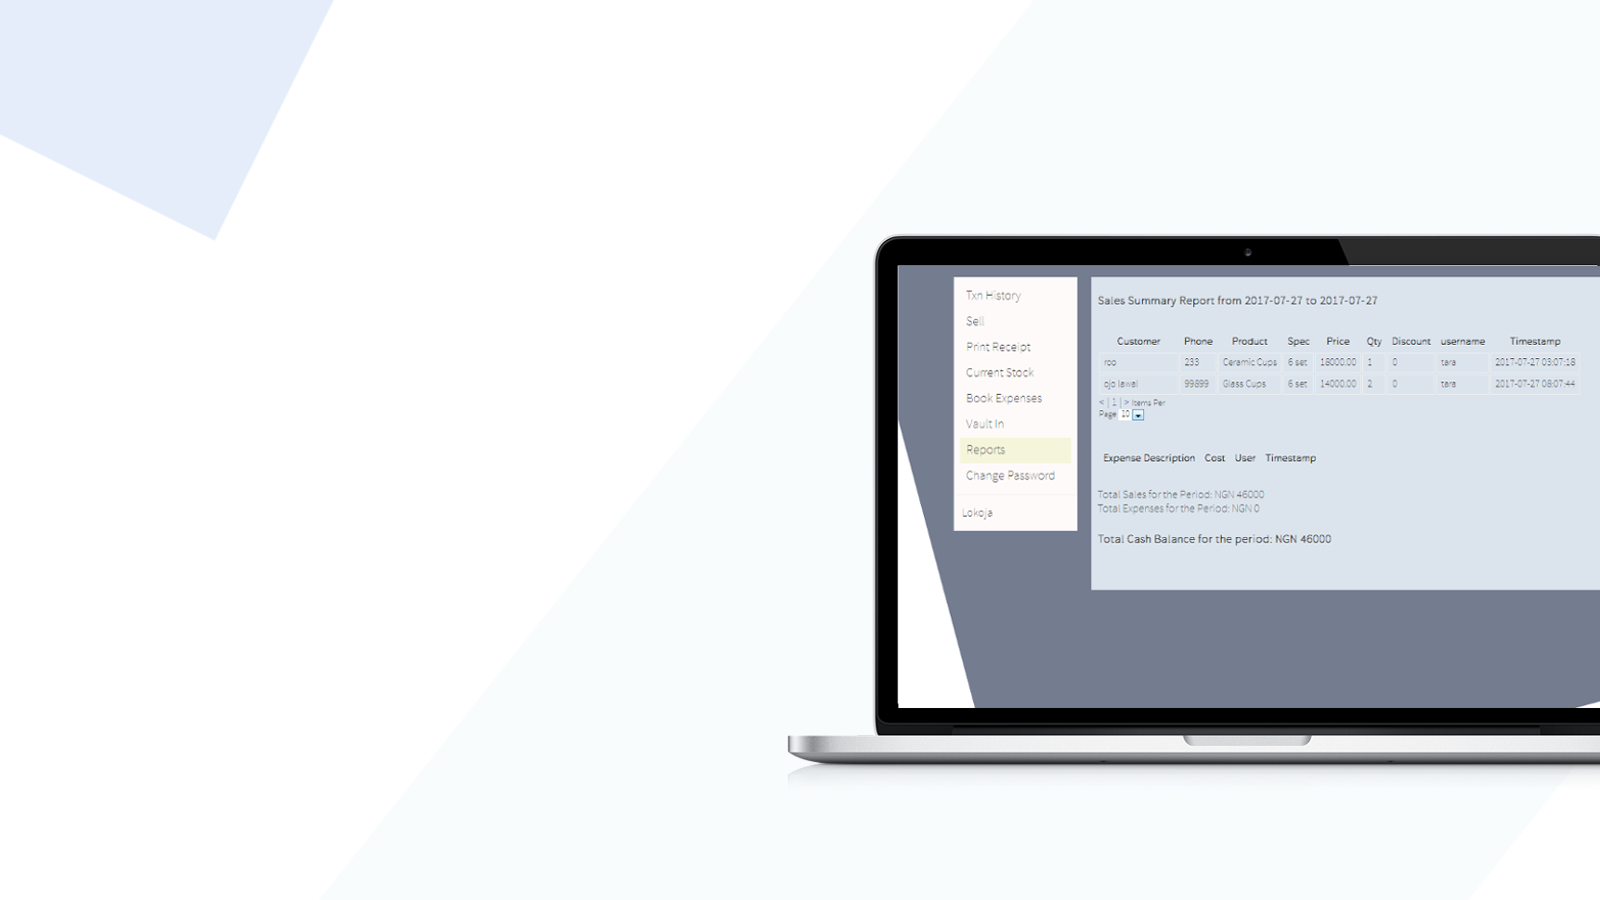 Txn History
Sell
Print Receipt
Current Stock
Book Expenses
Vault In
Reports
Change Password
Lokoja
Sales Summary Report from 2017-07-27 to 2017-07-27
Customer Phone Product Spec Price Qty Discount username Timestamp
roo 233 Ceramic Cups 6 set 18000.00 1 0 tara 2017-07-27 03:07:18
ojo lawal 99899 Glass Cups 6 set 14000.00 2 0 tara 2017-07-27 08:07:44
< | 1 | > Items Per
Page 10
Expense Description Cost User Timestamp
Total Sales for the Period: NGN 46000
Total Expenses for the Period: NGN 0
Total Cash Balance for the period: NGN 46000